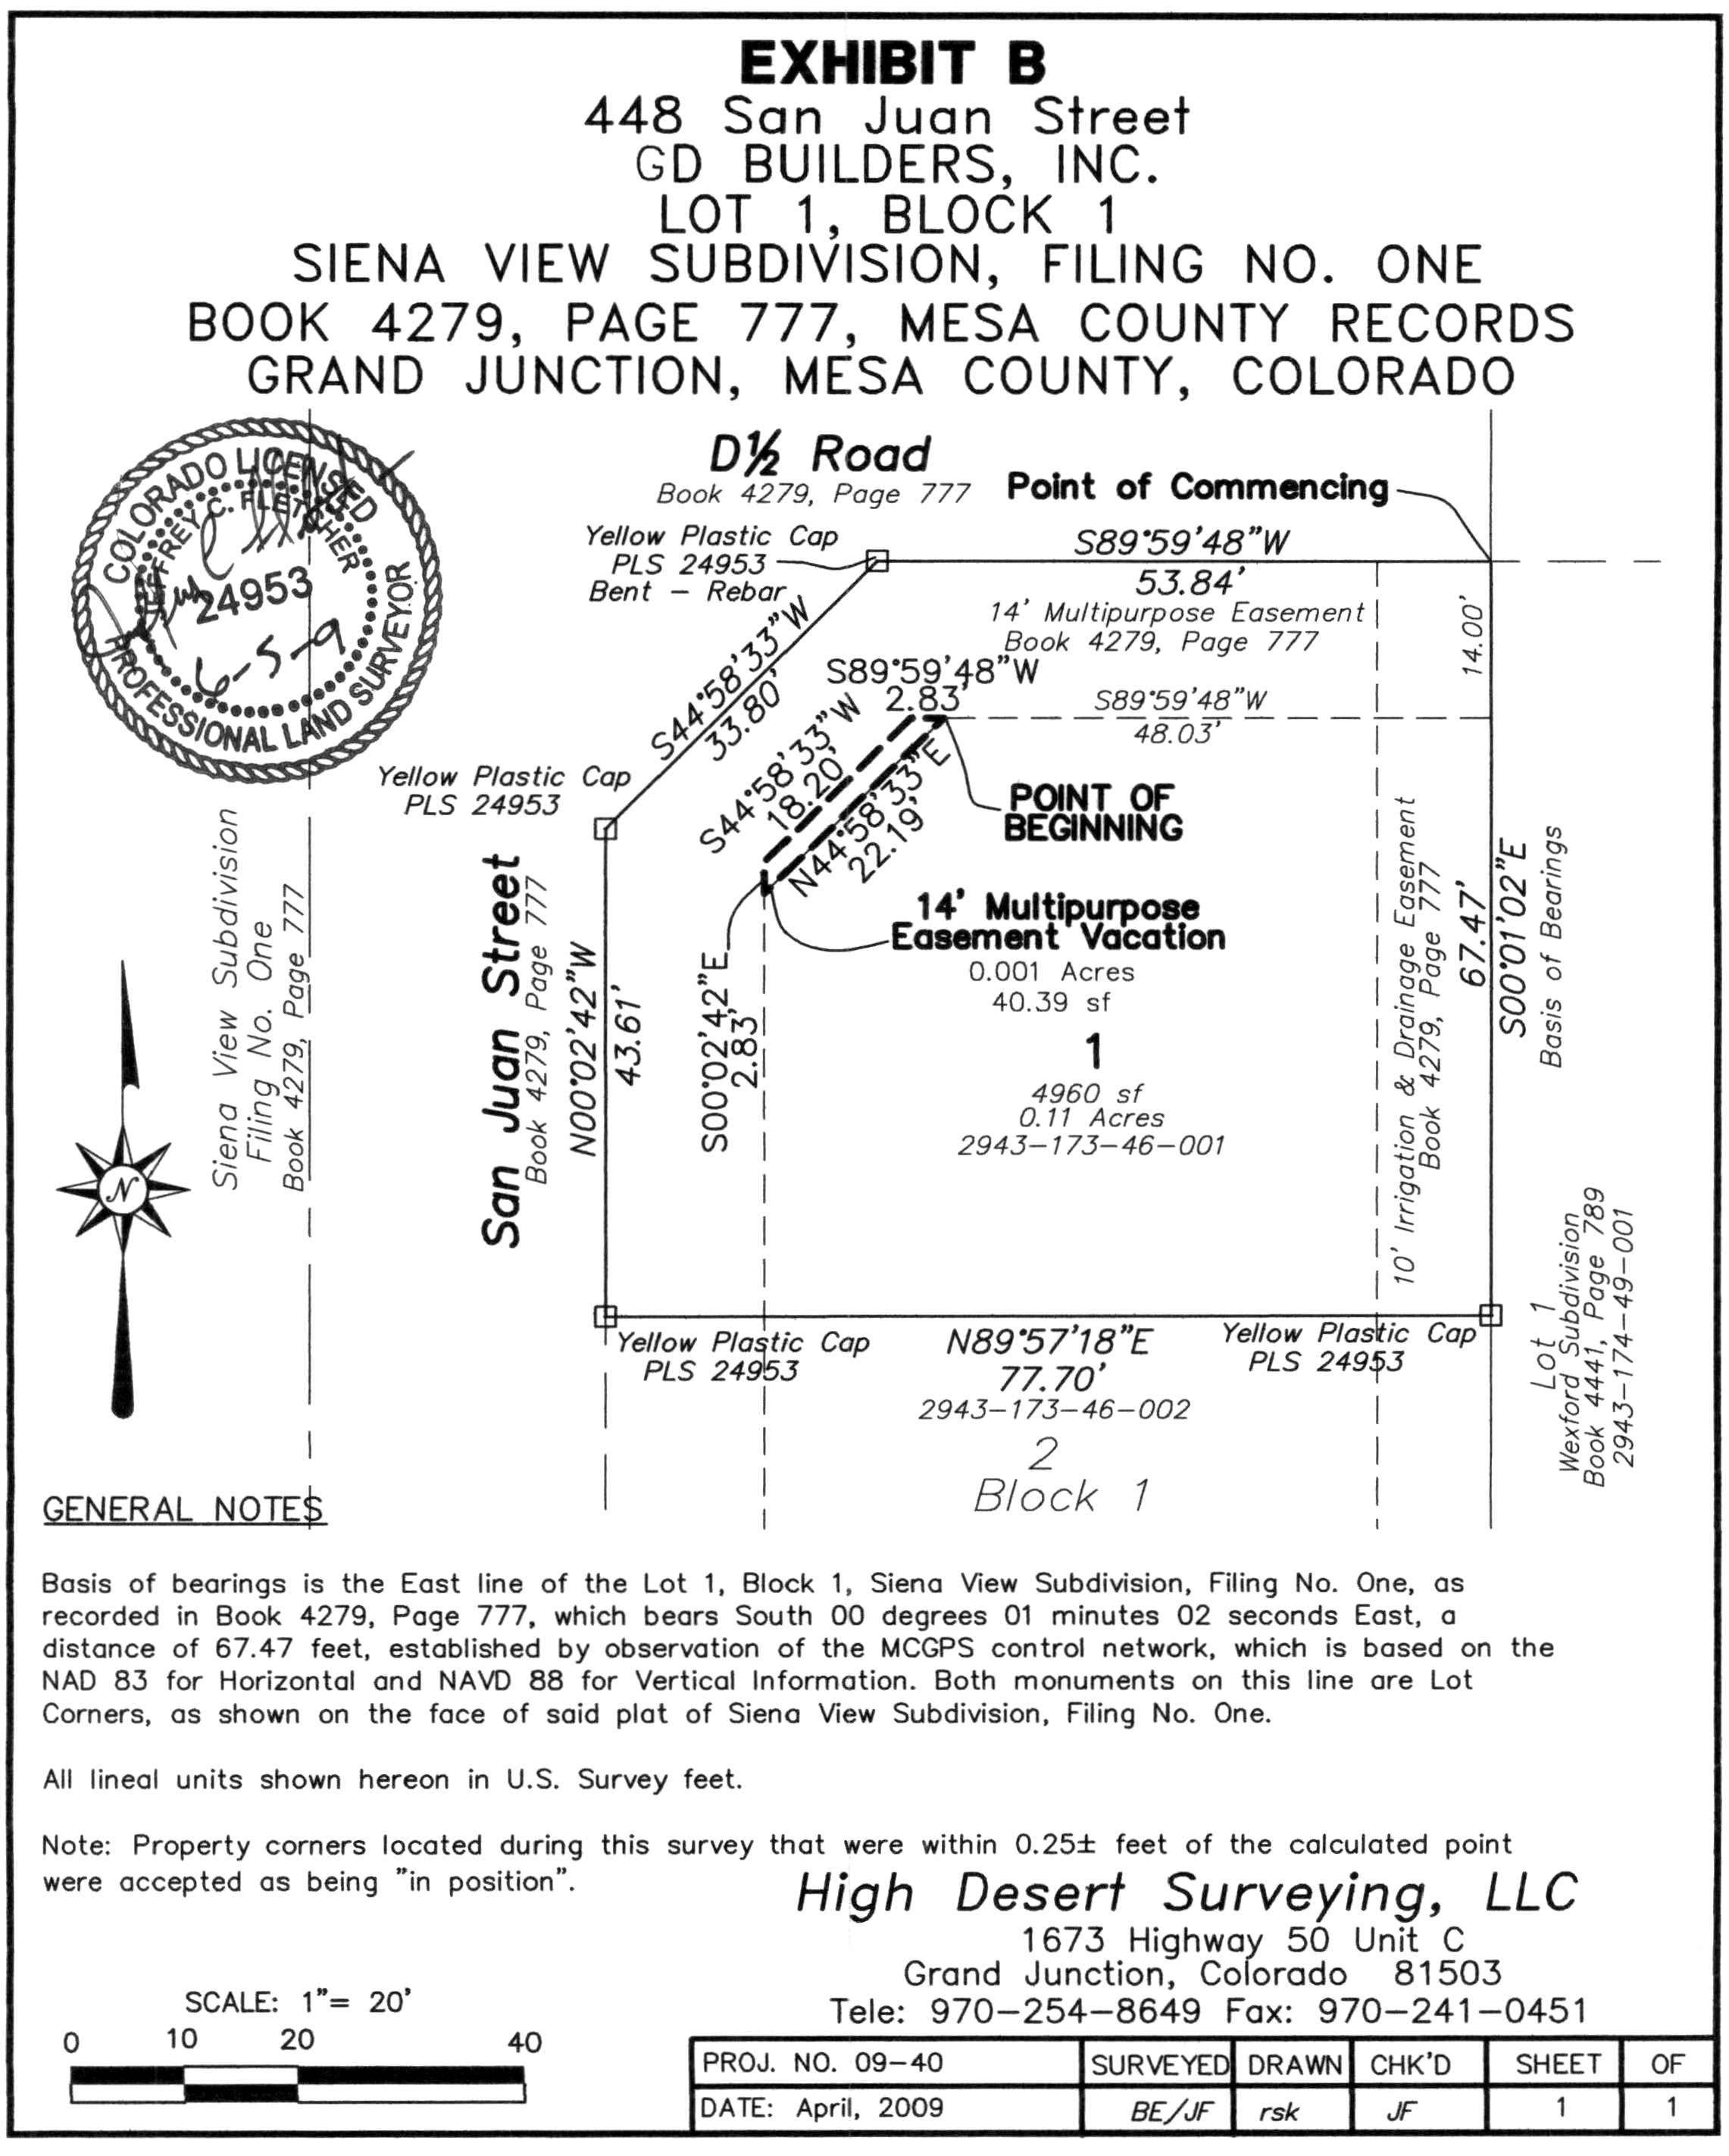 EXHIBIT B
448 San Juan Street
GD BUILDERS, INC.
LOT 1, BLOCK 1
SIENA VIEW SUBDIVISION, FILING NO. ONE
BOOK 4279, PAGE 777, MESA COUNTY RECORDS
GRAND JUNCTION, MESA COUNTY, COLORADO
COLORADO LICENSED
JEFFREY C. FLETCHER
24953
6-5-9
PROFESSIONAL LAND SURVEYOR
D½ Road
Book 4279, Page 777
Point of Commencing
Yellow Plastic Cap
PLS 24953
Bent - Rebar
S89°59'48"W
53.84'
14' Multipurpose Easement
Book 4279, Page 777
14.00'
S44°58'33"W
33.80'
S89°59'48"W
2.83'
S89°59'48"W
48.03'
S44°58'33"W
18.20'
N44°58'33"E
22.19'
POINT OF
BEGINNING
Yellow Plastic Cap
PLS 24953
14' Multipurpose
Easement Vacation
0.001 Acres
40.39 sf
1
4960 sf
0.11 Acres
2943-173-46-001
Siena View Subdivision
Filing No. One
Book 4279, Page 777
San Juan Street
Book 4279, Page 777
N00°02'42"W
43.61'
S00°02'42"E
2.83'
10' Irrigation & Drainage Easement
Book 4279, Page 777
67.47'
S00°01'02"E
Basis of Bearings
N
Yellow Plastic Cap
PLS 24953
N89°57'18"E
77.70'
2943-173-46-002
2
Block 1
Yellow Plastic Cap
PLS 24953
Lot 1
Wexford Subdivision
Book 4441, Page 789
2943-174-49-001
GENERAL NOTES
Basis of bearings is the East line of the Lot 1, Block 1, Siena View Subdivision, Filing No. One, as
recorded in Book 4279, Page 777, which bears South 00 degrees 01 minutes 02 seconds East, a
distance of 67.47 feet, established by observation of the MCGPS control network, which is based on the
NAD 83 for Horizontal and NAVD 88 for Vertical Information. Both monuments on this line are Lot
Corners, as shown on the face of said plat of Siena View Subdivision, Filing No. One.
All lineal units shown hereon in U.S. Survey feet.
Note: Property corners located during this survey that were within 0.25± feet of the calculated point
were accepted as being "in position".
High Desert Surveying, LLC
1673 Highway 50 Unit C
Grand Junction, Colorado 81503
Tele: 970-254-8649 Fax: 970-241-0451
SCALE: 1"= 20'
0 10 20 40
PROJ. NO. 09-40 SURVEYED DRAWN CHK'D SHEET OF
DATE: April, 2009 BE/JF rsk JF 1 1